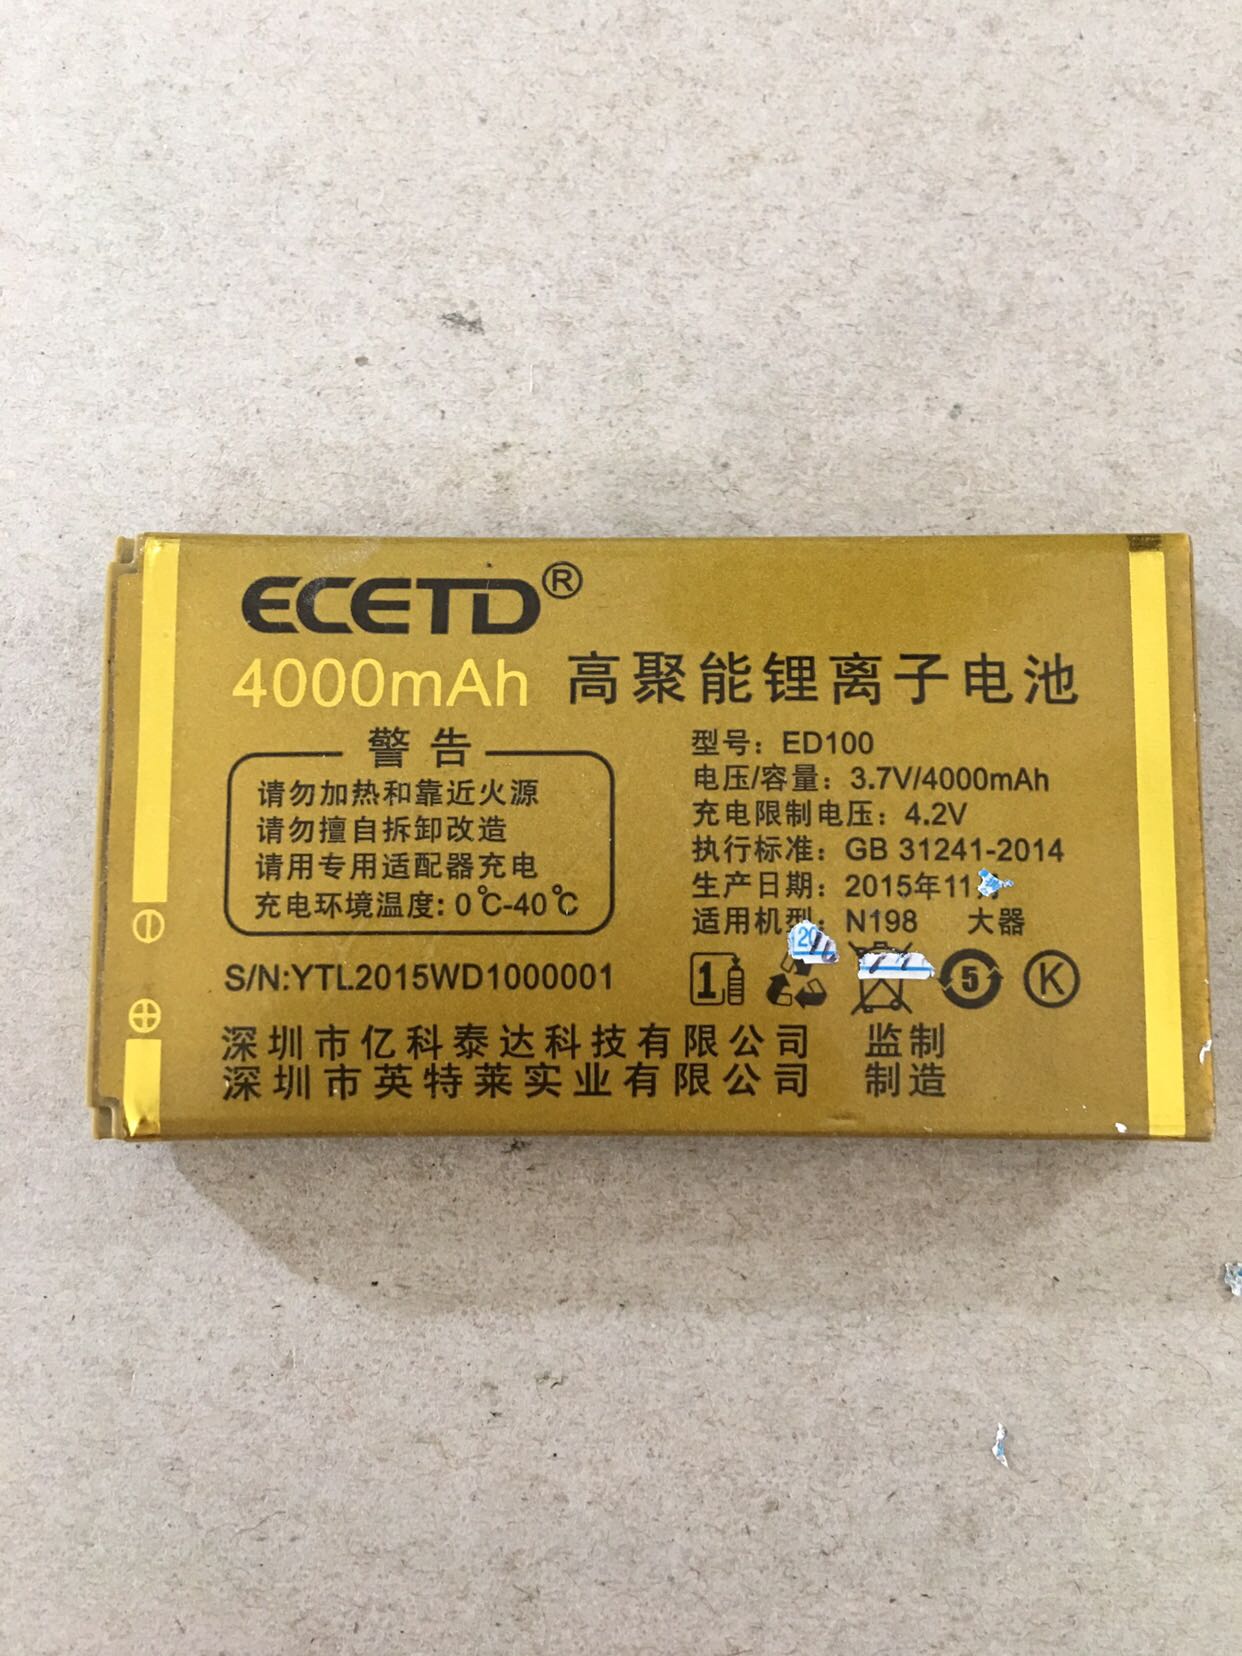 ECETD®
4000mAh 高聚能锂离子电池
警告
请勿加热和靠近火源
请勿擅自拆卸改造
请用专用适配器充电
充电环境温度:0℃-40℃
型号：ED100
电压/容量：3.7V/4000mAh
充电限制电压：4.2V
执行标准：GB 31241-2014
生产日期：2015年11月
适用机型：N198 大器
20
S/N:YTL2015WD1000001
1
5
K
深圳市亿科泰达科技有限公司 监制
深圳市英特莱实业有限公司 制造